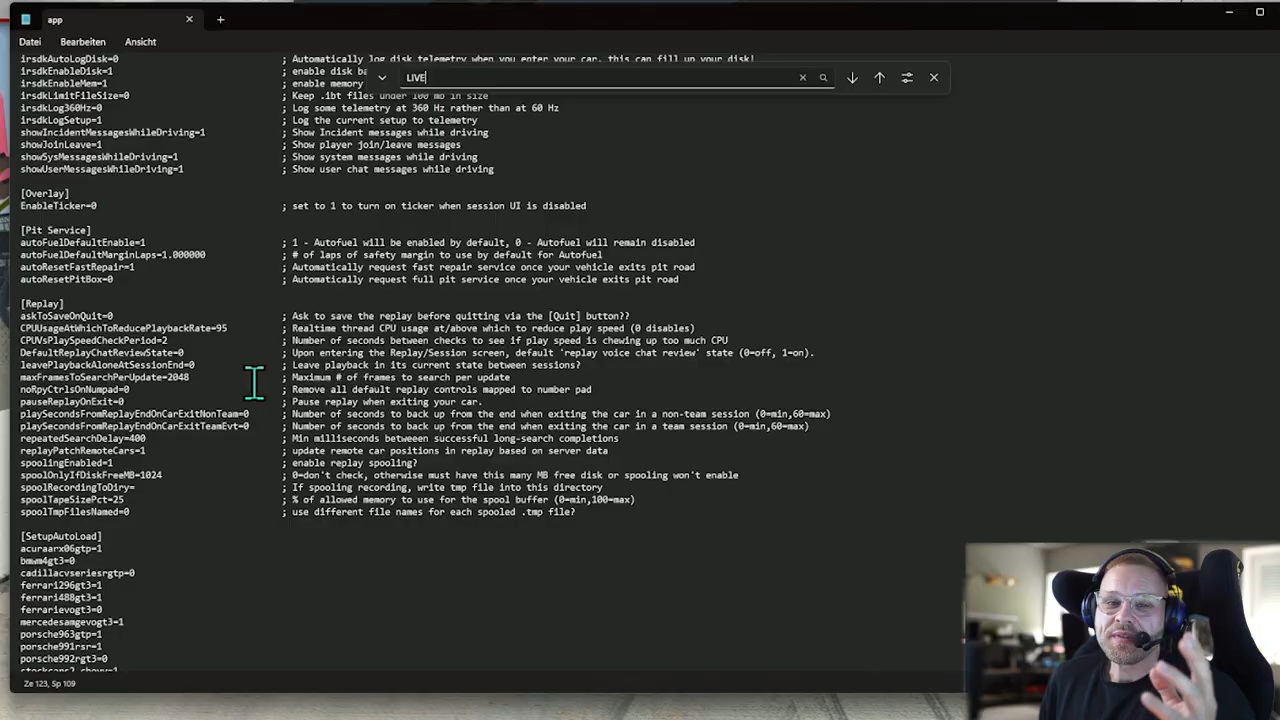 app
Datei Bearbeiten Ansicht
LIVE
irsdkAutoLogDisk=0 ; Automatically log disk telemetry when you enter your car, this can fill up your disk!
irsdkEnableDisk=1 ; enable disk ba
irsdkEnableMem=1 ; enable memory
irsdkLimitFileSize=0 ; Keep .ibt files under 100 mb in size
irsdkLog360Hz=0 ; Log some telemetry at 360 Hz rather than at 60 Hz
irsdkLogSetup=1 ; Log the current setup to telemetry
showIncidentMessagesWhileDriving=1 ; Show Incident messages while driving
showJoinLeave=1 ; Show player join/leave messages
showSysMessagesWhileDriving=1 ; Show system messages while driving
showUserMessagesWhileDriving=1 ; Show user chat messages while driving
[Overlay]
EnableTicker=0 ; set to 1 to turn on ticker when session UI is disabled
[Pit Service]
autoFuelDefaultEnable=1 ; 1 - Autofuel will be enabled by default, 0 - Autofuel will remain disabled
autoFuelDefaultMarginLaps=1.000000 ; # of laps of safety margin to use by default for Autofuel
autoResetFastRepair=1 ; Automatically request fast repair service once your vehicle exits pit road
autoResetPitBox=0 ; Automatically request full pit service once your vehicle exits pit road
[Replay]
askToSaveOnQuit=0 ; Ask to save the replay before quitting via the [Quit] button??
CPUUsageAtWhichToReducePlaybackRate=95 ; Realtime thread CPU usage at/above which to reduce play speed (0 disables)
CPUVsPlaySpeedCheckPeriod=2 ; Number of seconds between checks to see if play speed is chewing up too much CPU
DefaultReplayChatReviewState=0 ; Upon entering the Replay/Session screen, default 'replay voice chat review' state (0=off, 1=on).
leavePlaybackAloneAtSessionEnd=0 ; Leave playback in its current state between sessions?
maxFramesToSearchPerUpdate=2048 ; Maximum # of frames to search per update
noRpyCtrlsOnNumpad=0 ; Remove all default replay controls mapped to number pad
pauseReplayOnExit=0 ; Pause replay when exiting your car.
playSecondsFromReplayEndOnCarExitNonTeam=0 ; Number of seconds to back up from the end when exiting the car in a non-team session (0=min,60=max)
playSecondsFromReplayEndOnCarExitTeamEvt=0 ; Number of seconds to back up from the end when exiting the car in a team session (0=min,60=max)
repeatedSearchDelay=400 ; Min milliseconds between successful long-search completions
replayPatchRemoteCars=1 ; update remote car positions in replay based on server data
spoolingEnabled=1 ; enable replay spooling?
spoolOnlyIfDiskFreeMB=1024 ; 0=don't check, otherwise must have this many MB free disk or spooling won't enable
spoolRecordingToDiry= ; If spooling recording, write tmp file into this directory
spoolTapeSizePct=25 ; % of allowed memory to use for the spool buffer (0=min,100=max)
spoolTmpFilesNamed=0 ; use different file names for each spooled .tmp file?
[SetupAutoLoad]
acuraarx06gtp=1
bmwm4gt3=0
cadillacvseriesrgtp=0
ferrari296gt3=1
ferrari488gt3=1
ferrarievogt3=0
mercedesamgevogt3=1
porsche963gtp=1
porsche991rsr=1
porsche992rgt3=0
stockcars2 chevy=1
Ze 123, Sp 109